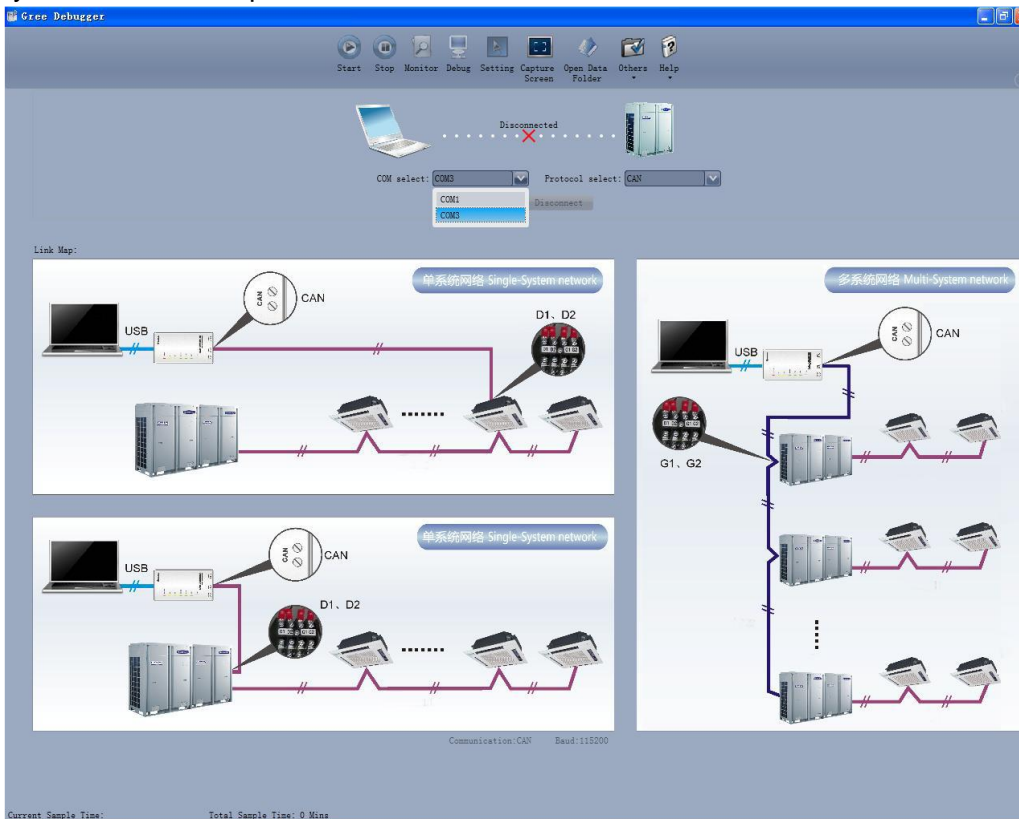 Gree Debugger
Start Stop Monitor Debug Setting Capture Screen Open Data Folder Others Help
Disconnected
COM select: COM3 Protocol select: CAN
COM1
COM3
Disconnect
Link Map:
单系统网络 Single-System network
CAN
CAN
USB
D1、D2
单系统网络 Single-System network
CAN
CAN
USB
D1、D2
多系统网络 Multi-System network
CAN
CAN
USB
G1、G2
Communication:CAN Baud:115200
Current Sample Time: Total Sample Time: 0 Mins